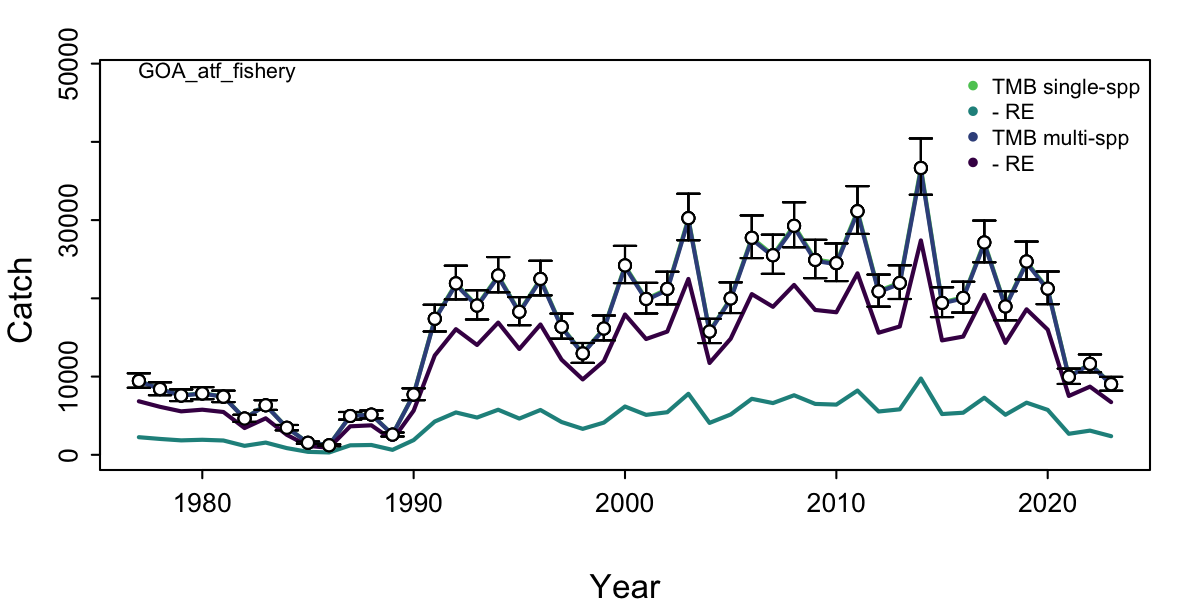 GOA_atf_fishery
TMB single-spp
- RE
TMB multi-spp
- RE
Catch
50000
30000
10000
0
1980 1990 2000 2010 2020
Year